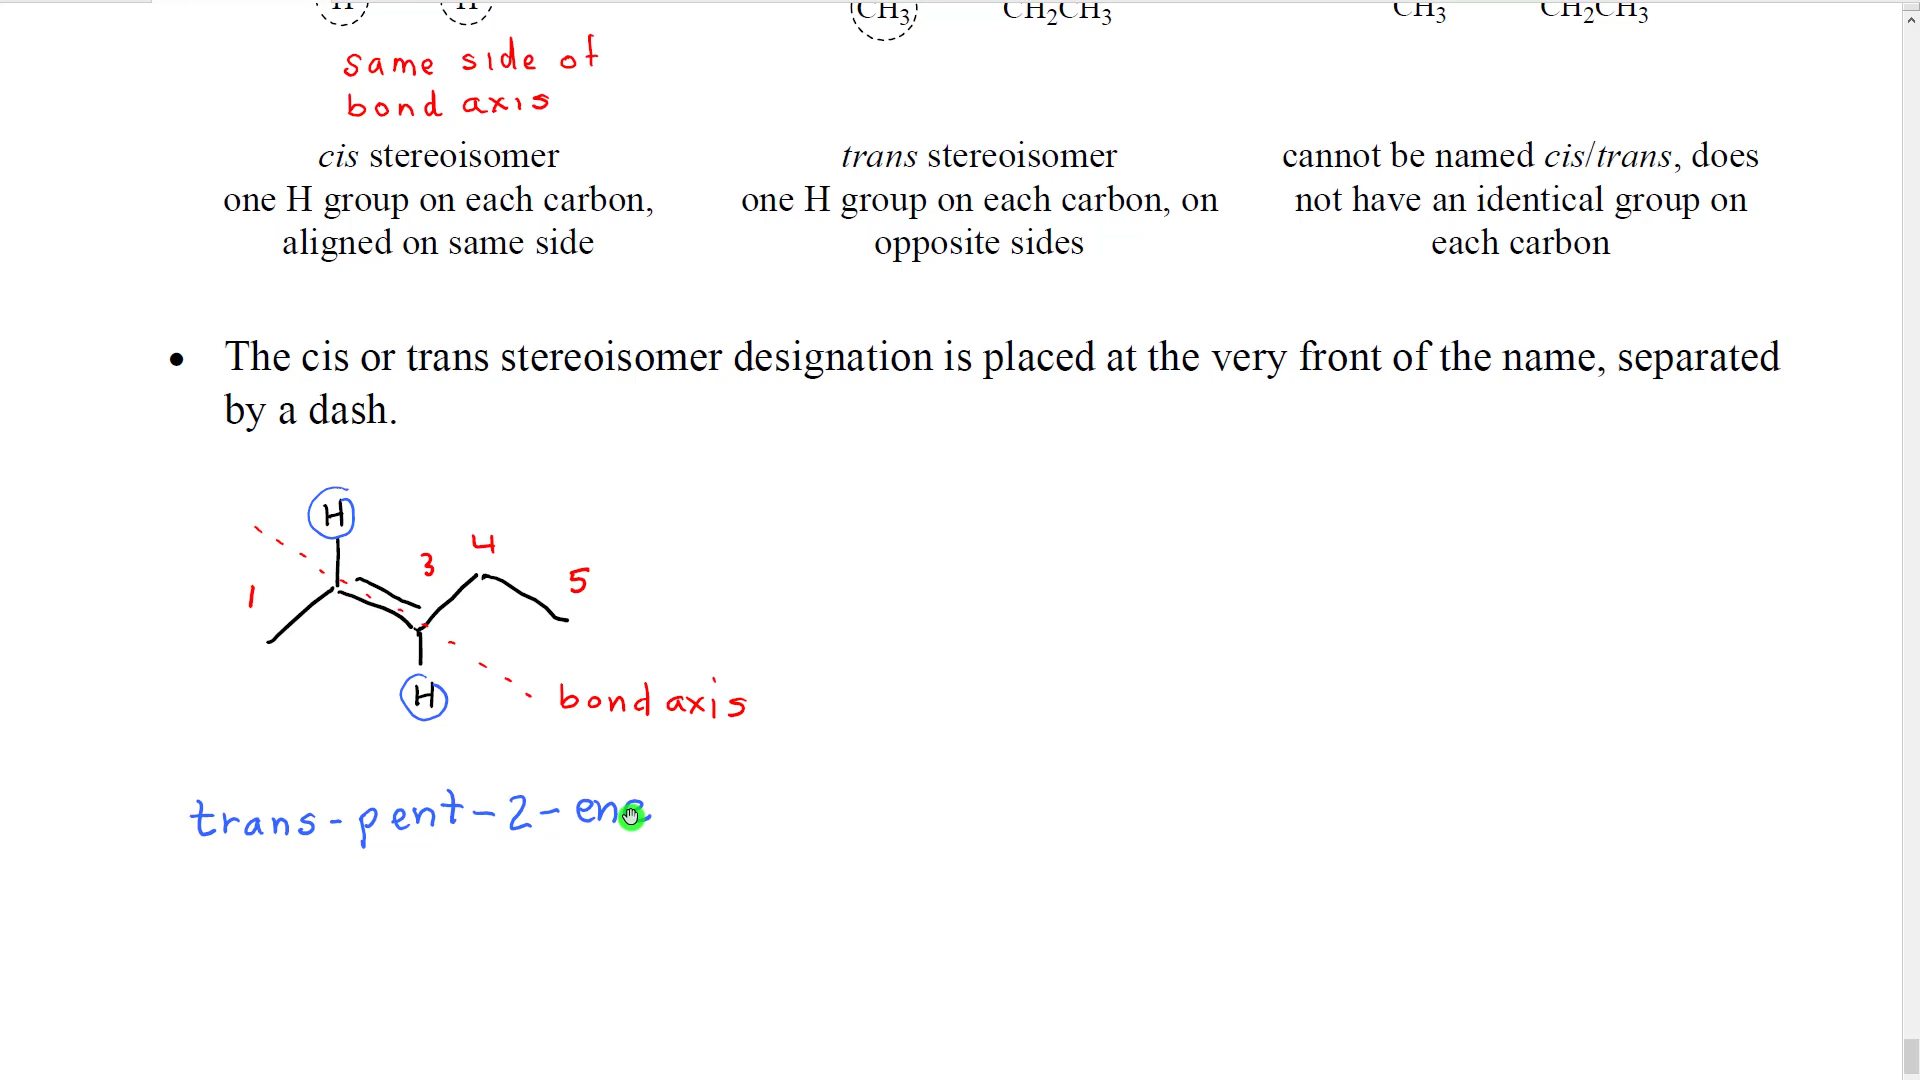 H H CH3 CH2CH3 CH3 CH2CH3
same side of
bond axis
cis stereoisomer
one H group on each carbon,
aligned on same side
trans stereoisomer
one H group on each carbon, on
opposite sides
cannot be named cis/trans, does
not have an identical group on
each carbon
• The cis or trans stereoisomer designation is placed at the very front of the name, separated
by a dash.
H
1 3 4 5
H
bond axis
trans-pent-2-ene